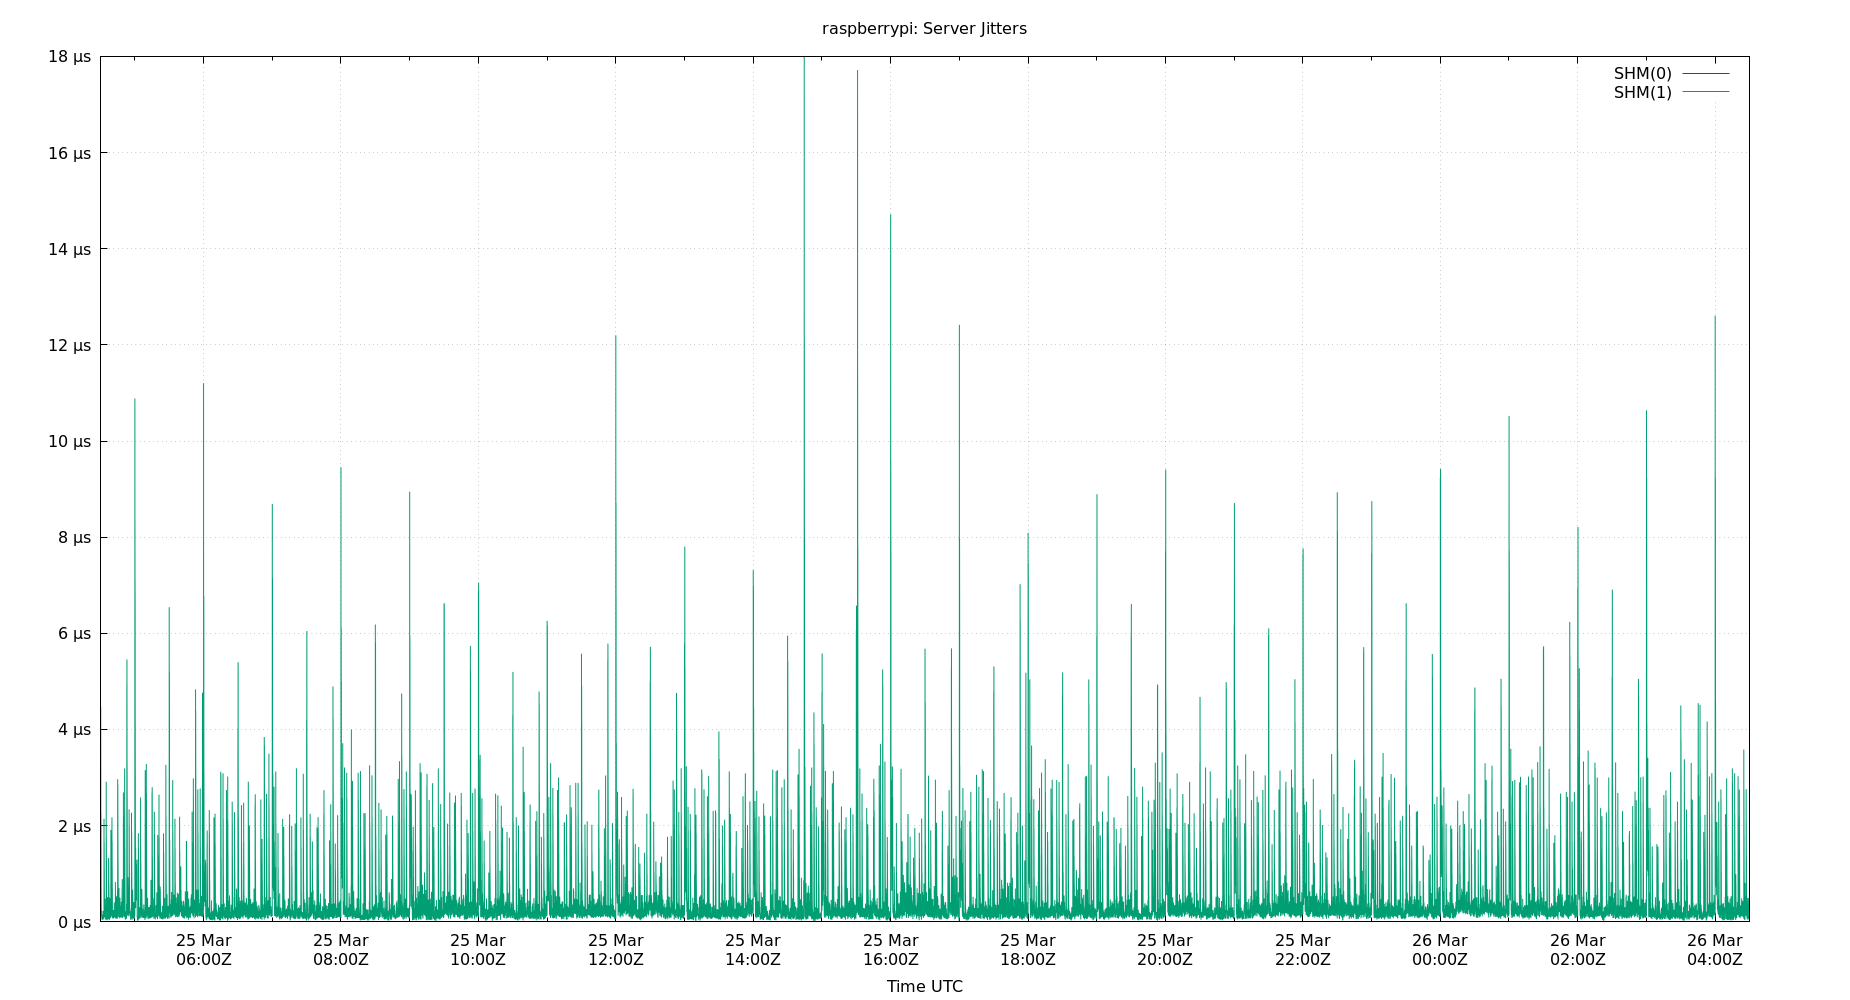 raspberrypi: Server Jitters
SHM(0)
SHM(1)
18 µs
16 µs
14 µs
12 µs
10 µs
8 µs
6 µs
4 µs
2 µs
0 µs
25 Mar 25 Mar 25 Mar 25 Mar 25 Mar 25 Mar 25 Mar 25 Mar 25 Mar 26 Mar 26 Mar 26 Mar
06:00Z 08:00Z 10:00Z 12:00Z 14:00Z 16:00Z 18:00Z 20:00Z 22:00Z 00:00Z 02:00Z 04:00Z
Time UTC